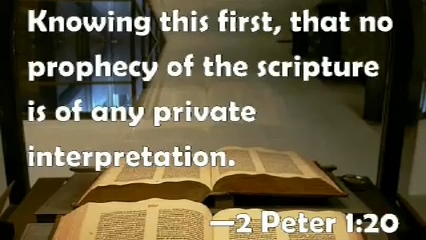 Knowing this first, that no
prophecy of the scripture
is of any private
interpretation.
—2 Peter 1:20